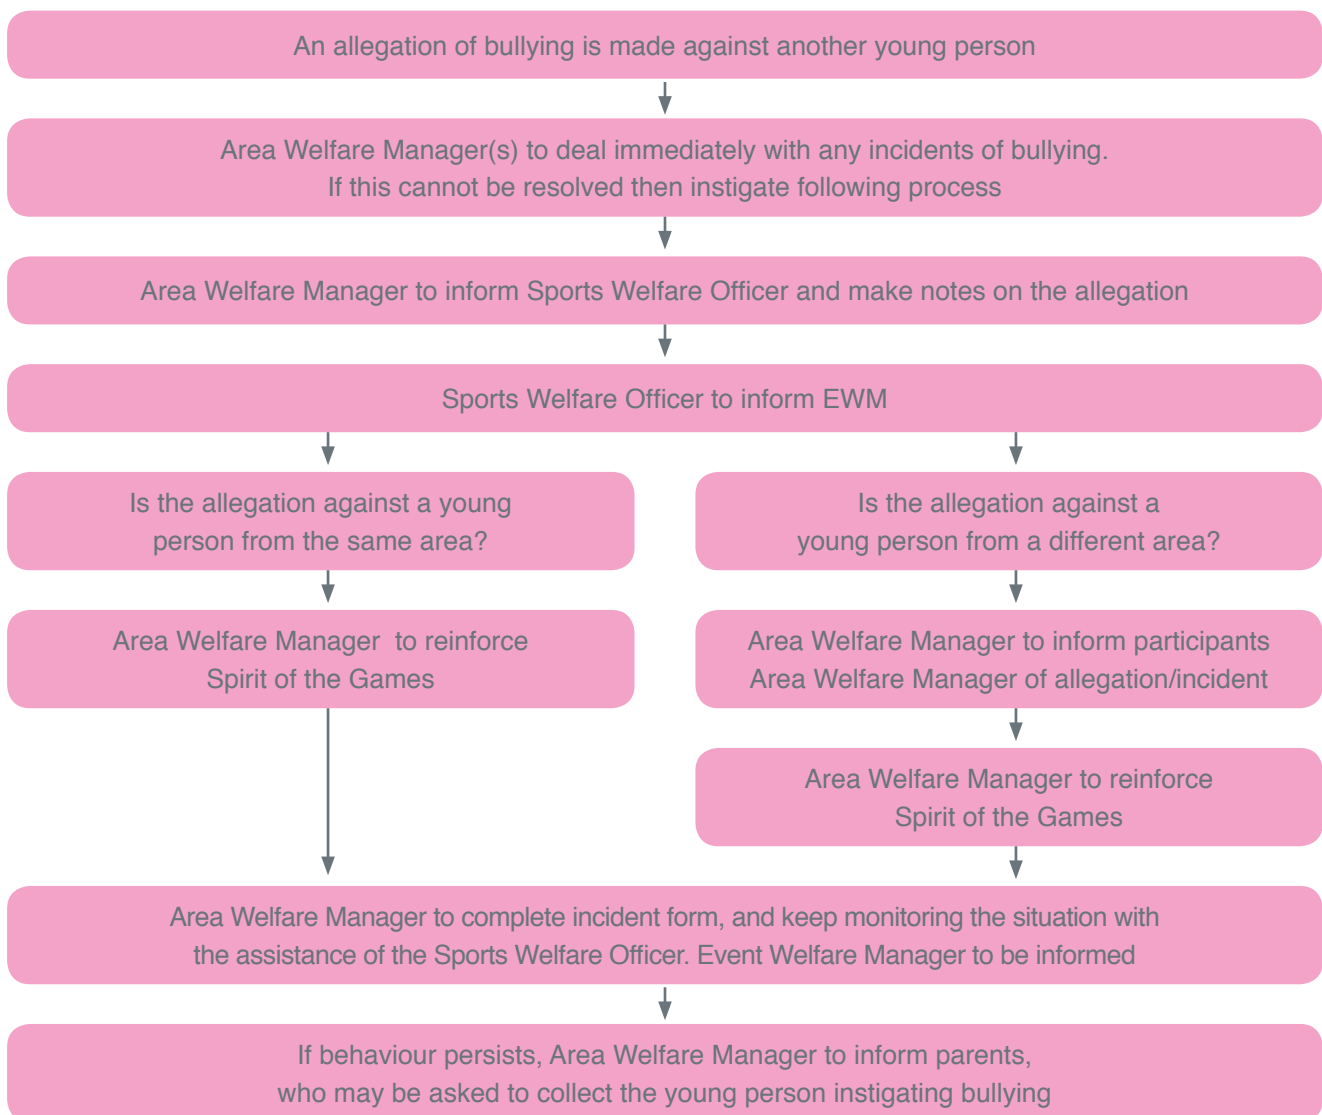 An allegation of bullying is made against another young person
Area Welfare Manager(s) to deal immediately with any incidents of bullying.
If this cannot be resolved then instigate following process
Area Welfare Manager to inform Sports Welfare Officer and make notes on the allegation
Sports Welfare Officer to inform EWM
Is the allegation against a young
person from the same area?
Is the allegation against a
young person from a different area?
Area Welfare Manager to reinforce
Spirit of the Games
Area Welfare Manager to inform participants
Area Welfare Manager of allegation/incident
Area Welfare Manager to reinforce
Spirit of the Games
Area Welfare Manager to complete incident form, and keep monitoring the situation with
the assistance of the Sports Welfare Officer. Event Welfare Manager to be informed
If behaviour persists, Area Welfare Manager to inform parents,
who may be asked to collect the young person instigating bullying